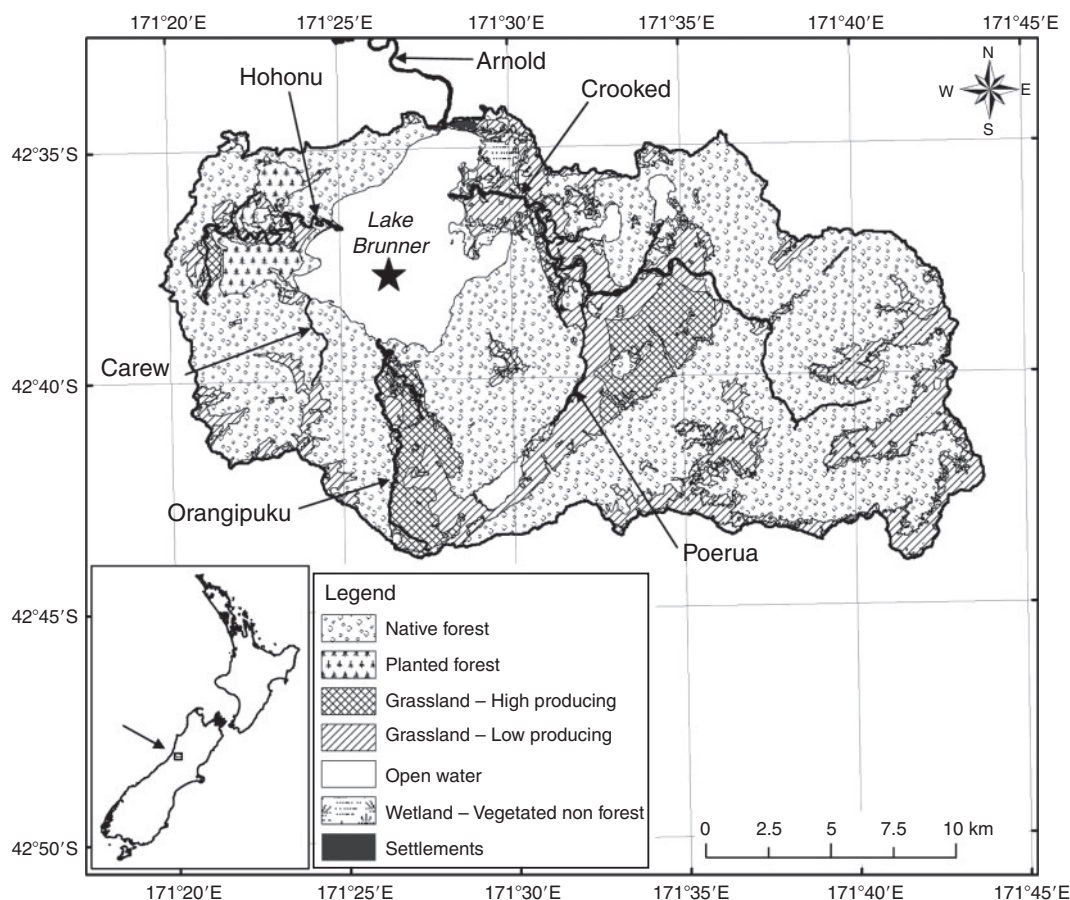 171°20′E 171°26′E 171°30′E 171°35′E 171°40′E 171°45′E
Arnold
Hohonu
Crooked
N
W E
S
42°35′S
Lake
Brunner
Carew
42°40′S
Orangipuku
Poerua
42°45′S
Legend
Native forest
Planted forest
Grassland – High producing
Grassland – Low producing
Open water
Wetland – Vegetated non forest
Settlements
0 2.5 5 7.5 10 km
42°50′S
171°20′E 171°26′E 171°30′E 171°35′E 171°40′E 171°45′E